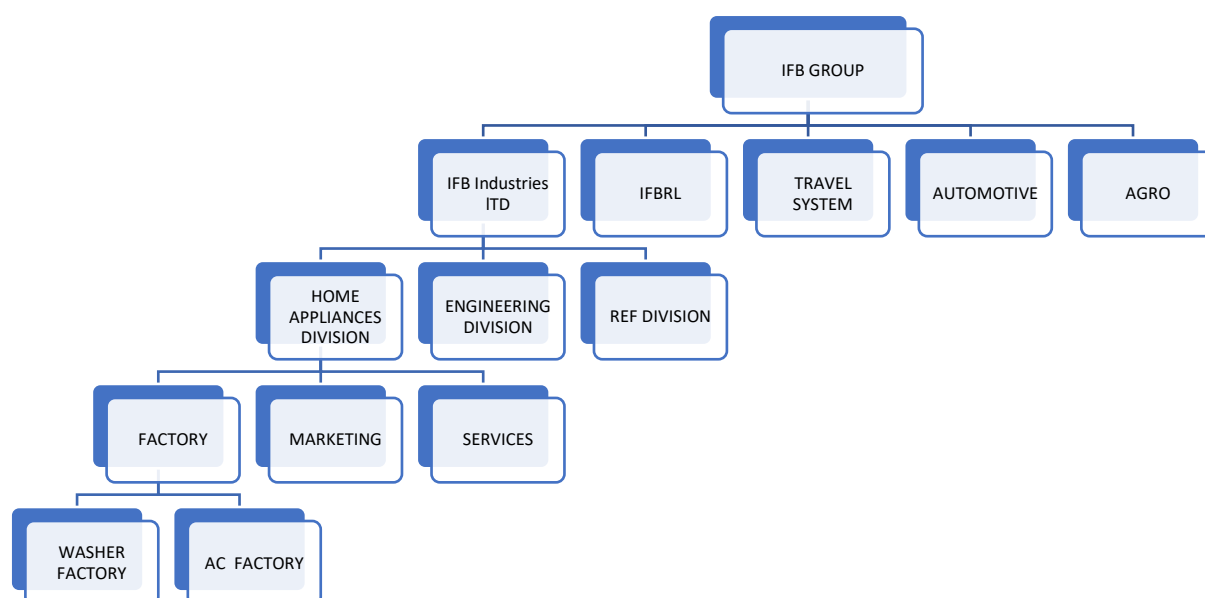 IFB GROUP
IFB Industries
lTD
IFBRL
TRAVEL
SYSTEM
AUTOMOTIVE
AGRO
HOME
APPLIANCES
DIVISION
ENGINEERING
DIVISION
REF DIVISION
FACTORY
MARKETING
SERVICES
WASHER
FACTORY
AC  FACTORY